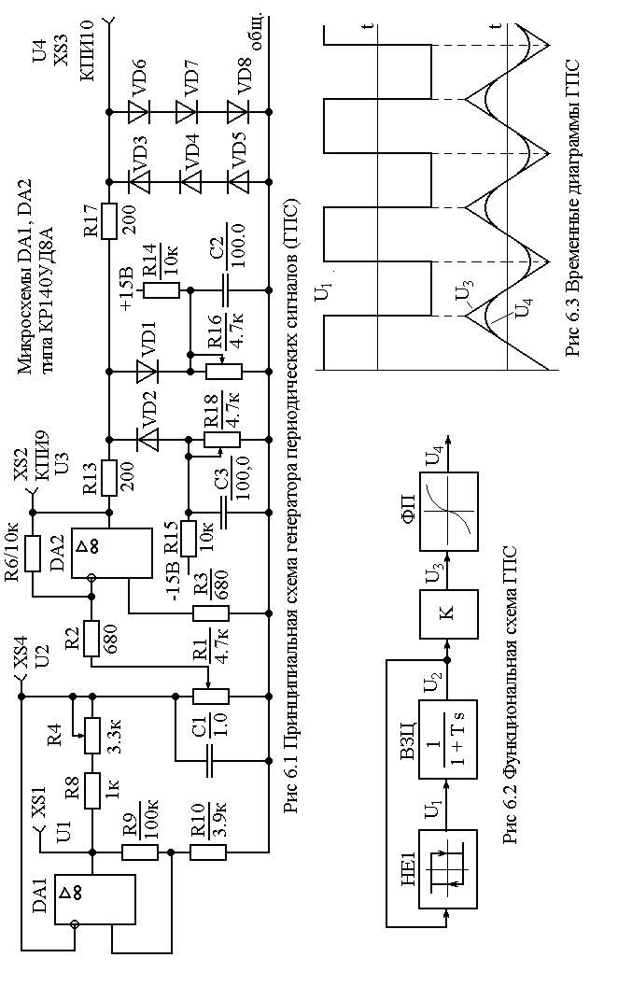 Микросхемы DA1, DA2
типа КР140УД8А
XS4
U2
XS1
U1
DA1
▷∞
R4
3.3к
R8
1к
R9
100к
R10
3.9к
C1
1.0
R1
4.7к
R2
680
R6/10к
DA2
▷∞
R3
680
XS2
КПИ9
U3
R13
200
-15В
R15
10к
C3
100,0
R18
4.7к
VD2
VD1
+15В
R14
10к
R16
4.7к
C2
100.0
R17
200
VD3
VD4
VD5
VD6
VD7
VD8
U4
XS3
КПИ10
общ.
Рис 6.1 Принципиальная схема генератора периодических сигналов (ГПС)
НЕ1
U1
ВЗЦ
1
1 + T s
U2
К
U3
ФП
U4
Рис 6.2 Функциональная схема ГПС
U1
t
U3
U4
t
Рис 6.3 Временные диаграммы ГПС